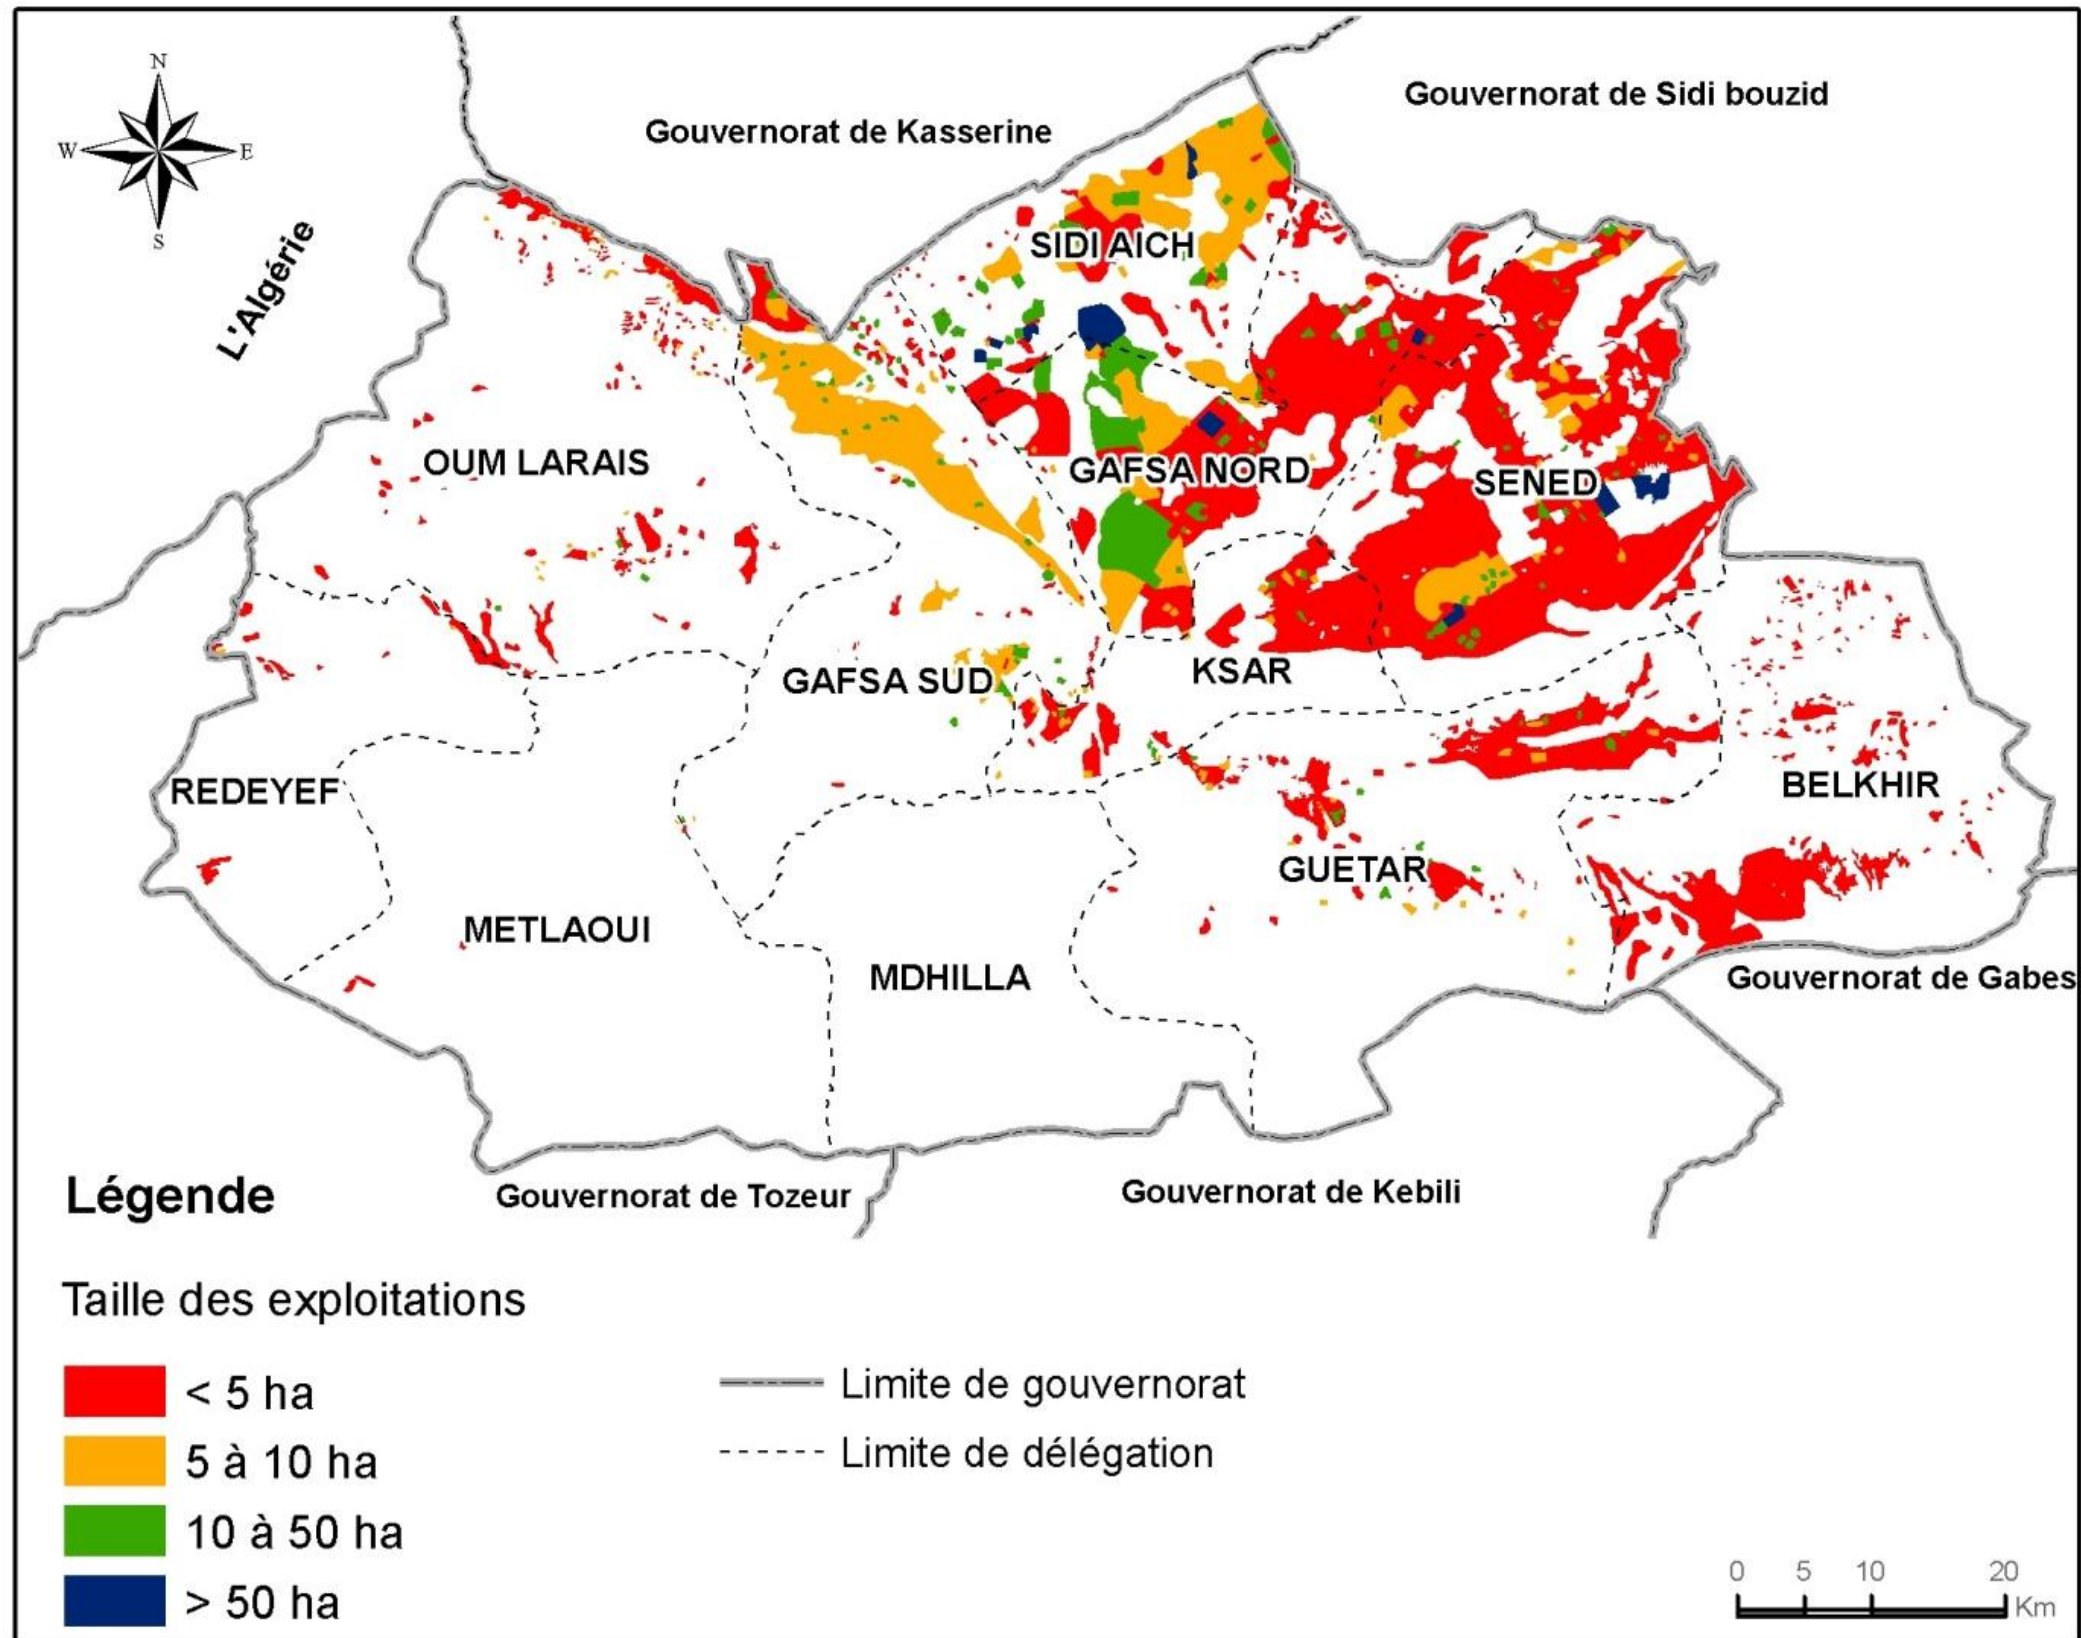 N
W
E
S
Gouvernorat de Sidi bouzid
Gouvernorat de Kasserine
L'Algérie
SIDI AICH
OUM LARAIS
GAFSA NORD
SENED
GAFSA SUD
KSAR
REDEYEF
BELKHIR
GUETAR
METLAOUI
MDHILLA
Gouvernorat de Gabes
Gouvernorat de Tozeur
Gouvernorat de Kebili
Légende
Taille des exploitations
< 5 ha
5 à 10 ha
10 à 50 ha
> 50 ha
Limite de gouvernorat
Limite de délégation
0 5 10 20
Km